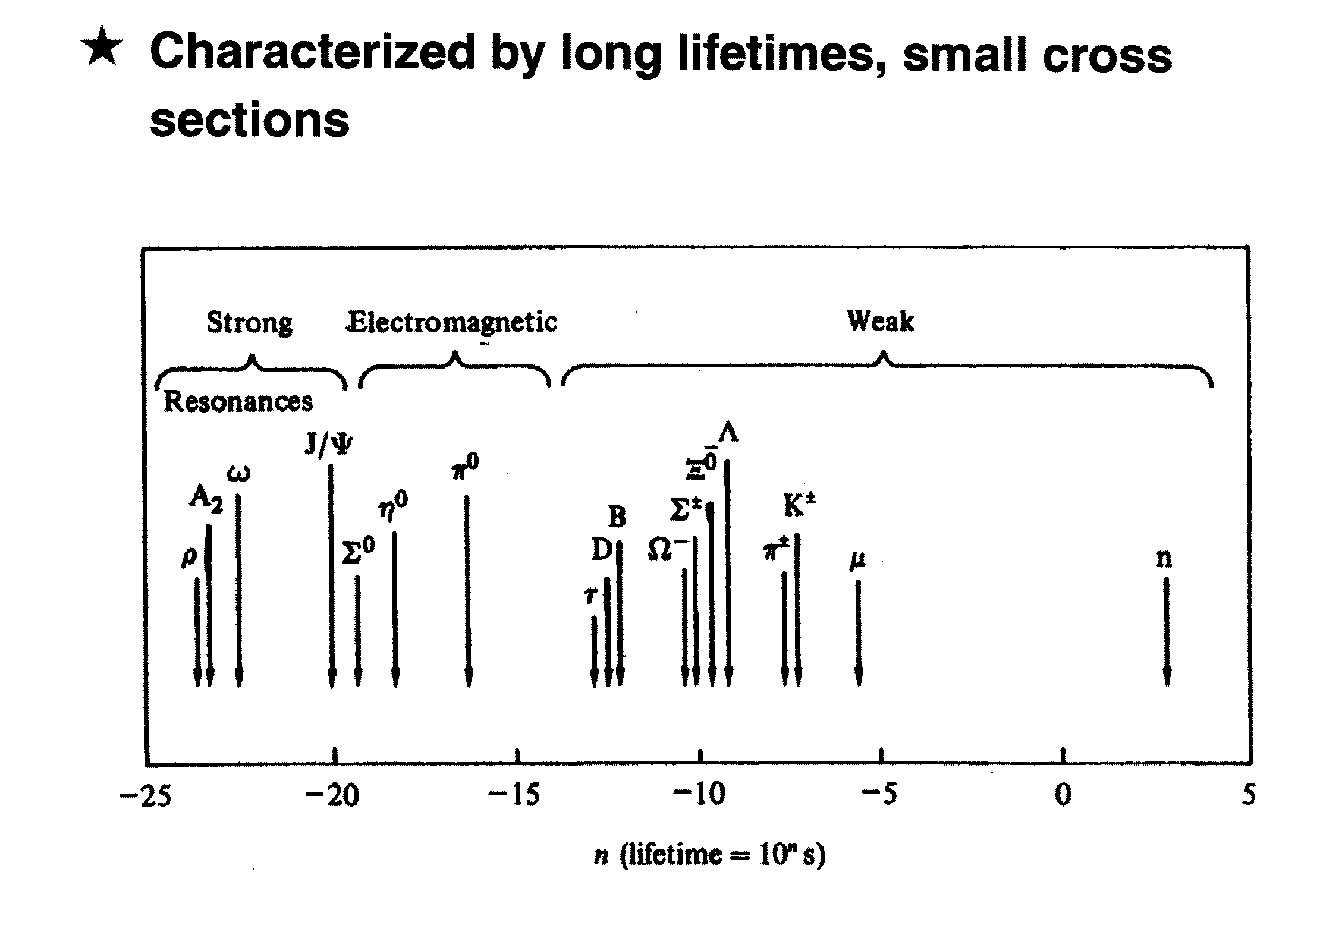 ★ Characterized by long lifetimes, small cross
sections
Strong Electromagnetic Weak
Resonances
Λ
J/Ψ
Ξ⁰⁻
π⁰
ω
A₂
η⁰
Σ±
K±
B
ρ
Σ⁰
D
Ω⁻
π±
μ
n
τ
−25 −20 −15 −10 −5 0 5
n (lifetime = 10ⁿ s)